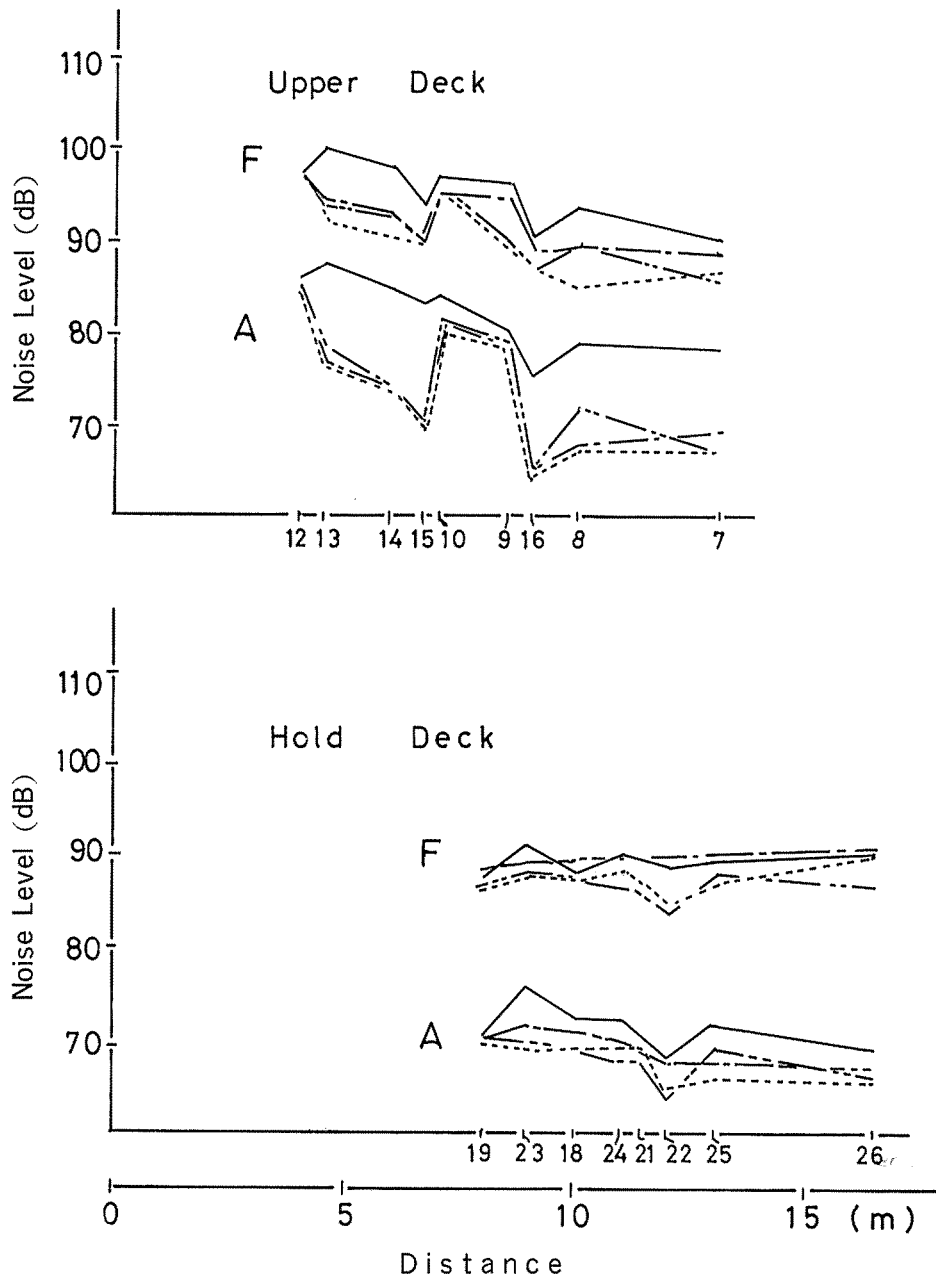 110
Upper Deck
100
F
90
A
80
70
Noise Level (dB)
12 13 14 15 10 9 16 8 7
110
Hold Deck
100
90
F
80
70
A
Noise Level (dB)
19 23 18 24 21 22 25 26
0 5 10 15 (m)
Distance